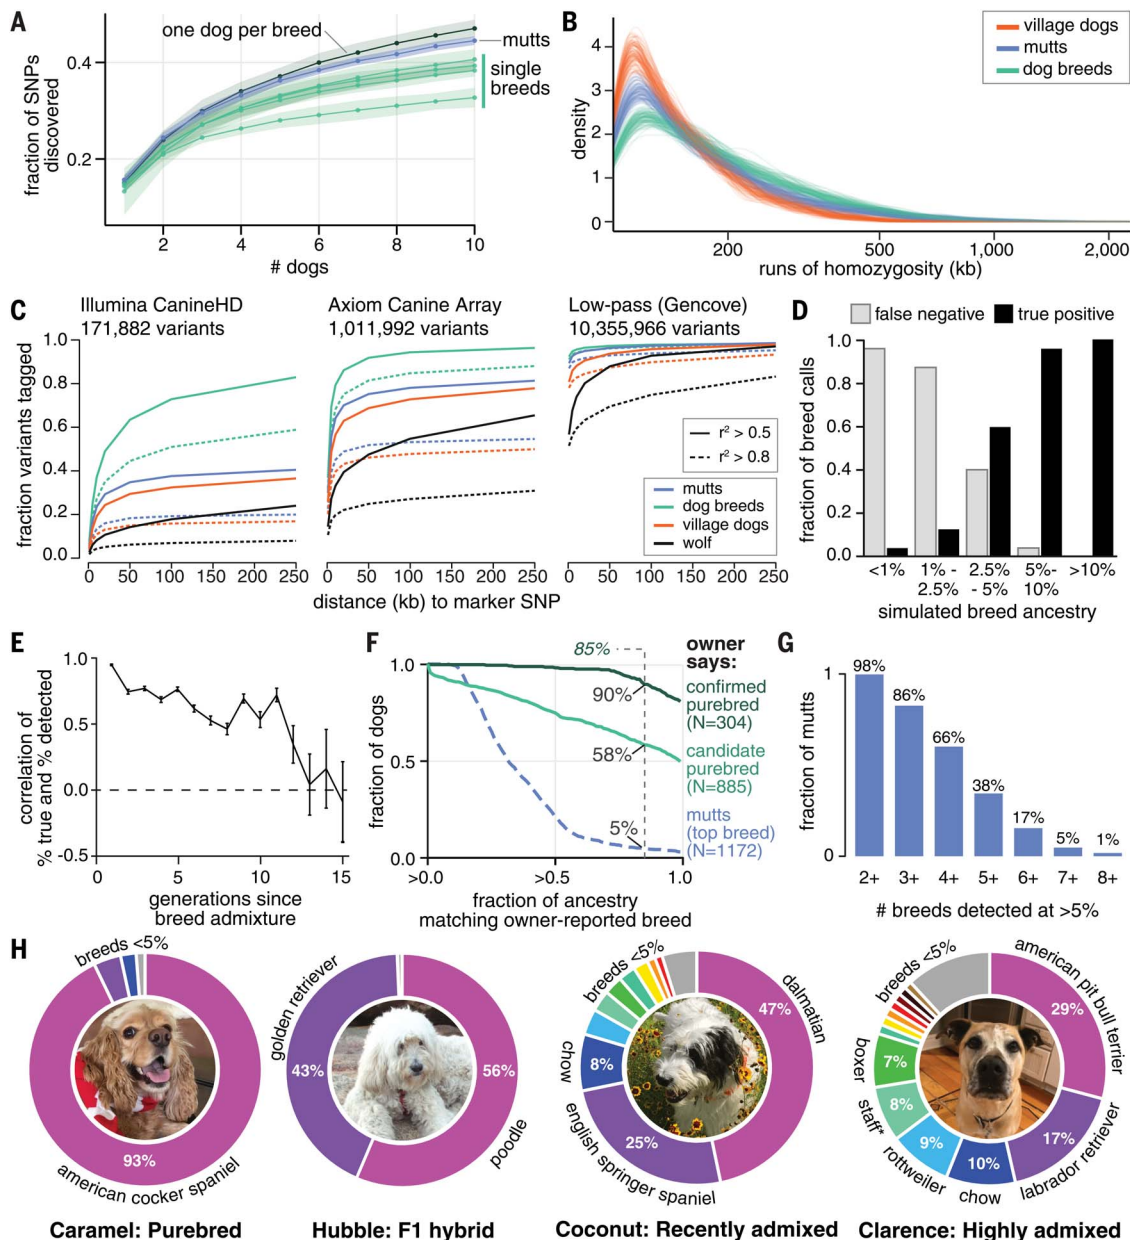 A
one dog per breed
mutts
single
breeds
fraction of SNPs
discovered
0.4
0.2
2
4
6
8
10
# dogs
B
village dogs
mutts
dog breeds
density
4
3
2
1
0
200
500
1,000
2,000
runs of homozygosity (kb)
C
Illumina CanineHD
171,882 variants
Axiom Canine Array
1,011,992 variants
Low-pass (Gencove)
10,355,966 variants
fraction variants tagged
1.0
0.8
0.6
0.4
0.2
0.0
0 50 100 150 200 250
0 50 100 150 200 250
0 50 100 150 200 250
distance (kb) to marker SNP
r² > 0.5
r² > 0.8
mutts
dog breeds
village dogs
wolf
D
false negative
true positive
fraction of breed calls
1.0
0.8
0.6
0.4
0.2
0.0
<1%
1% -
2.5%
2.5%
- 5%
5%-
10%
>10%
simulated breed ancestry
E
correlation of
% true and % detected
1.0
0.5
0.0
-0.5
0
5
10
15
generations since
breed admixture
F
fraction of dogs
1.0
0.5
0.0
>0.0
>0.5
1.0
fraction of ancestry
matching owner-reported breed
85%
90%
58%
5%
owner
says:
confirmed
purebred
(N=304)
candidate
purebred
(N=885)
mutts
(top breed)
(N=1172)
G
fraction of mutts
1
0
98%
86%
66%
38%
17%
5%
1%
2+
3+
4+
5+
6+
7+
8+
# breeds detected at >5%
H
breeds <5%
93%
american cocker spaniel
Caramel: Purebred
golden retriever
43%
56%
poodle
Hubble: F1 hybrid
breeds <5%
dalmatian
47%
chow
8%
25%
english springer spaniel
Coconut: Recently admixed
breeds <5%
american pit bull terrier
29%
boxer
7%
staff*
8%
rottweiler
9%
chow
10%
17%
labrador retriever
Clarence: Highly admixed